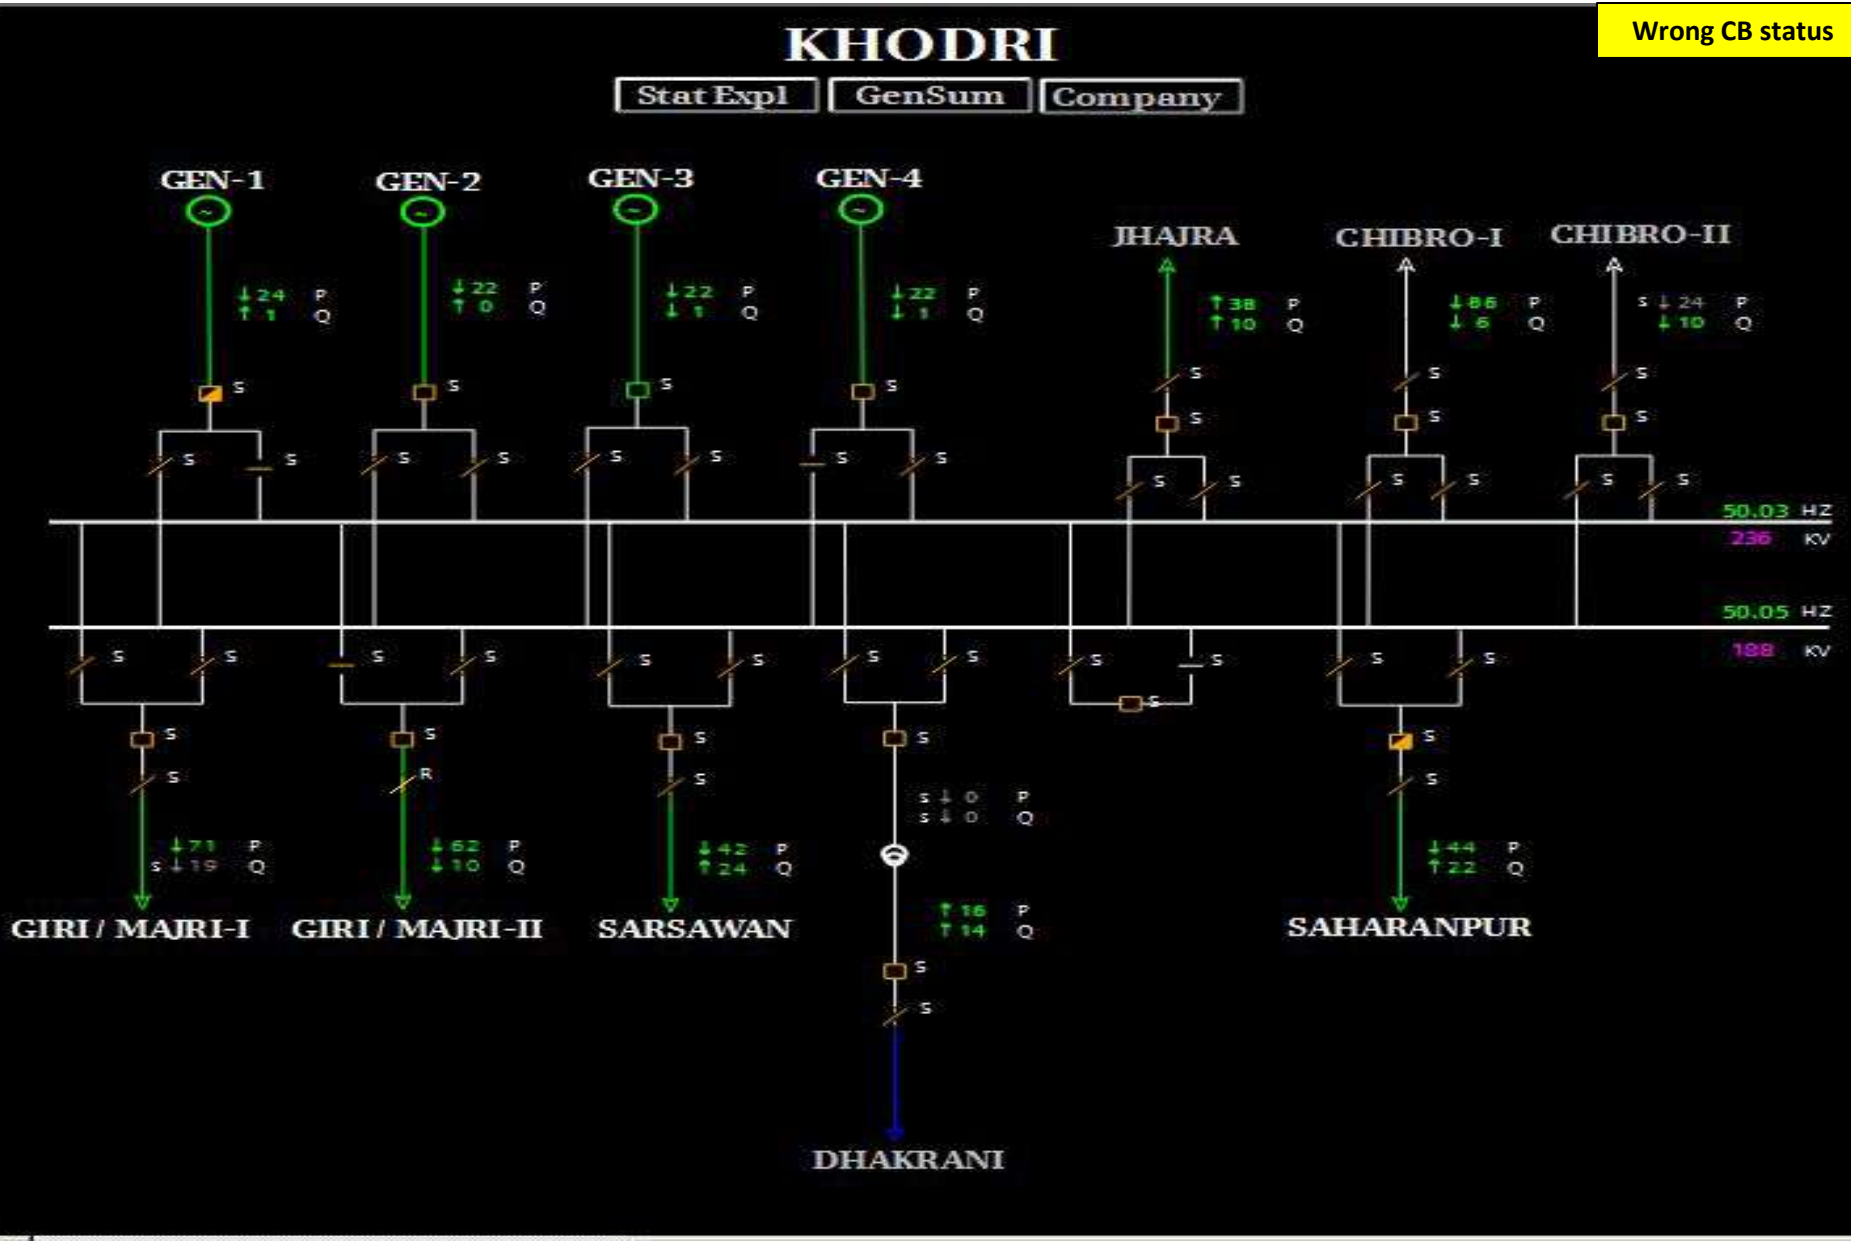 Wrong CB status
KHODRI
Stat Expl GenSum Company
GEN-1 GEN-2 GEN-3 GEN-4
JHAJRA CHIBRO-I CHIBRO-II
↓24 P ↓22 P ↓22 P ↓22 P ↑38 P ↓86 P s ↓24 P
↑1 Q ↑0 Q ↓1 Q ↓1 Q ↑10 Q ↓6 Q ↓10 Q
S S S S
S S S
S S S
S S S S S S S S
S S S S S S
50.03 HZ
236 KV
50.05 HZ
188 KV
S S S S S S S S S S S S
S
S S S S S
S R S S
s ↓0 P
s ↓0 Q
↓71 P ↓62 P ↓42 P ↓44 P
s ↓19 Q ↓10 Q ↑24 Q ↑22 Q
GIRI / MAJRI-I GIRI / MAJRI-II SARSAWAN SAHARANPUR
↑16 P
↑14 Q
S
S
DHAKRANI